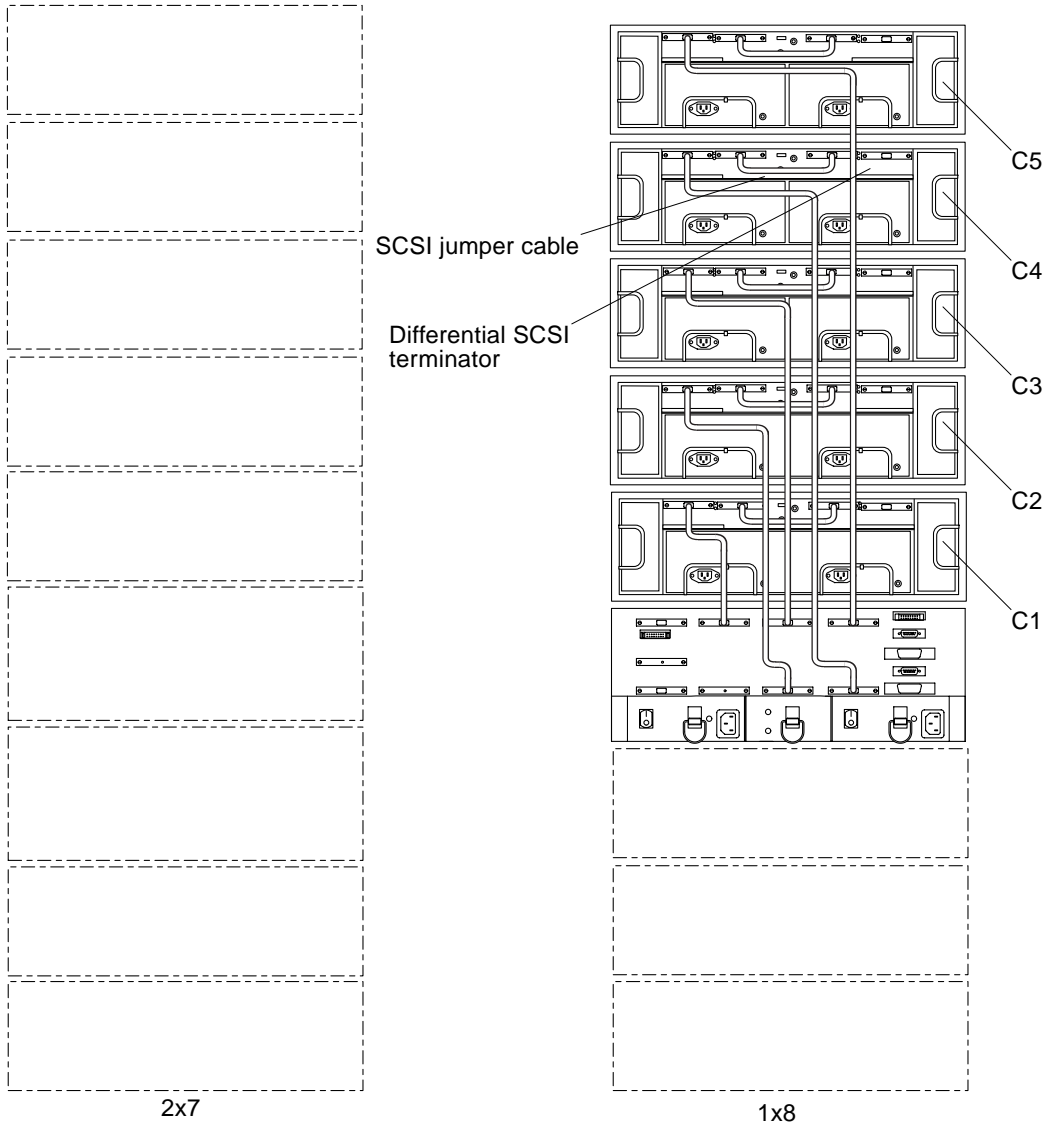 C5
SCSI jumper cable
C4
Differential SCSI
terminator
C3
C2
C1
2x7
1x8